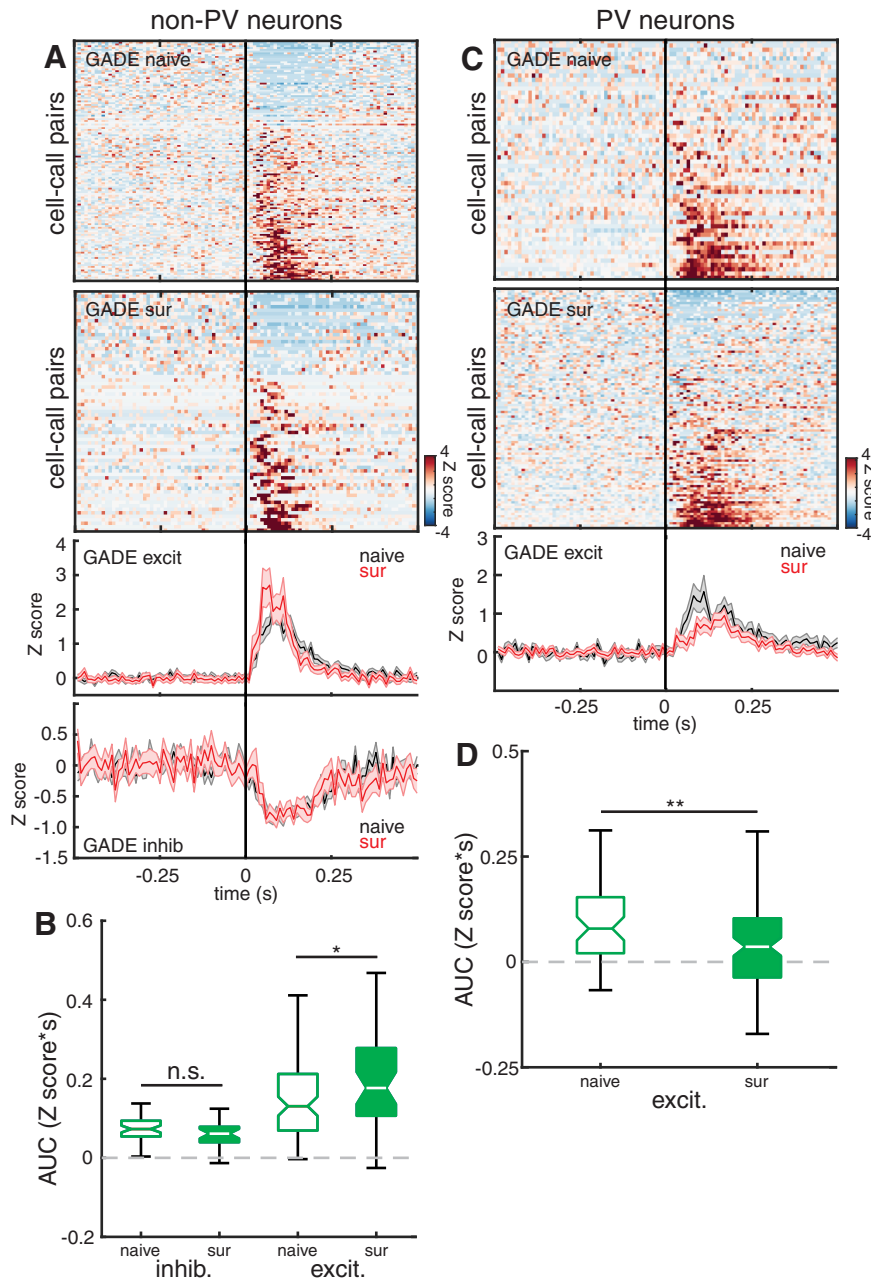 non-PV neurons
PV neurons
A
GADE naive
cell-call pairs
GADE sur
cell-call pairs
4
Z score
-4
GADE excit
naive
sur
4
3
2
1
0
Z score
0.5
0
-0.5
-1.0
-1.5
Z score
GADE inhib
naive
sur
-0.25
0
0.25
time (s)
B
0.6
0.4
0.2
0
-0.2
AUC (Z score*s)
n.s.
*
naive
sur
naive
sur
inhib.
excit.
C
GADE naive
cell-call pairs
GADE sur
cell-call pairs
4
Z score
-4
GADE excit
naive
sur
3
2
1
0
Z score
-0.25
0
0.25
time (s)
D
0.5
0.25
0
-0.25
AUC (Z score*s)
**
naive
sur
excit.